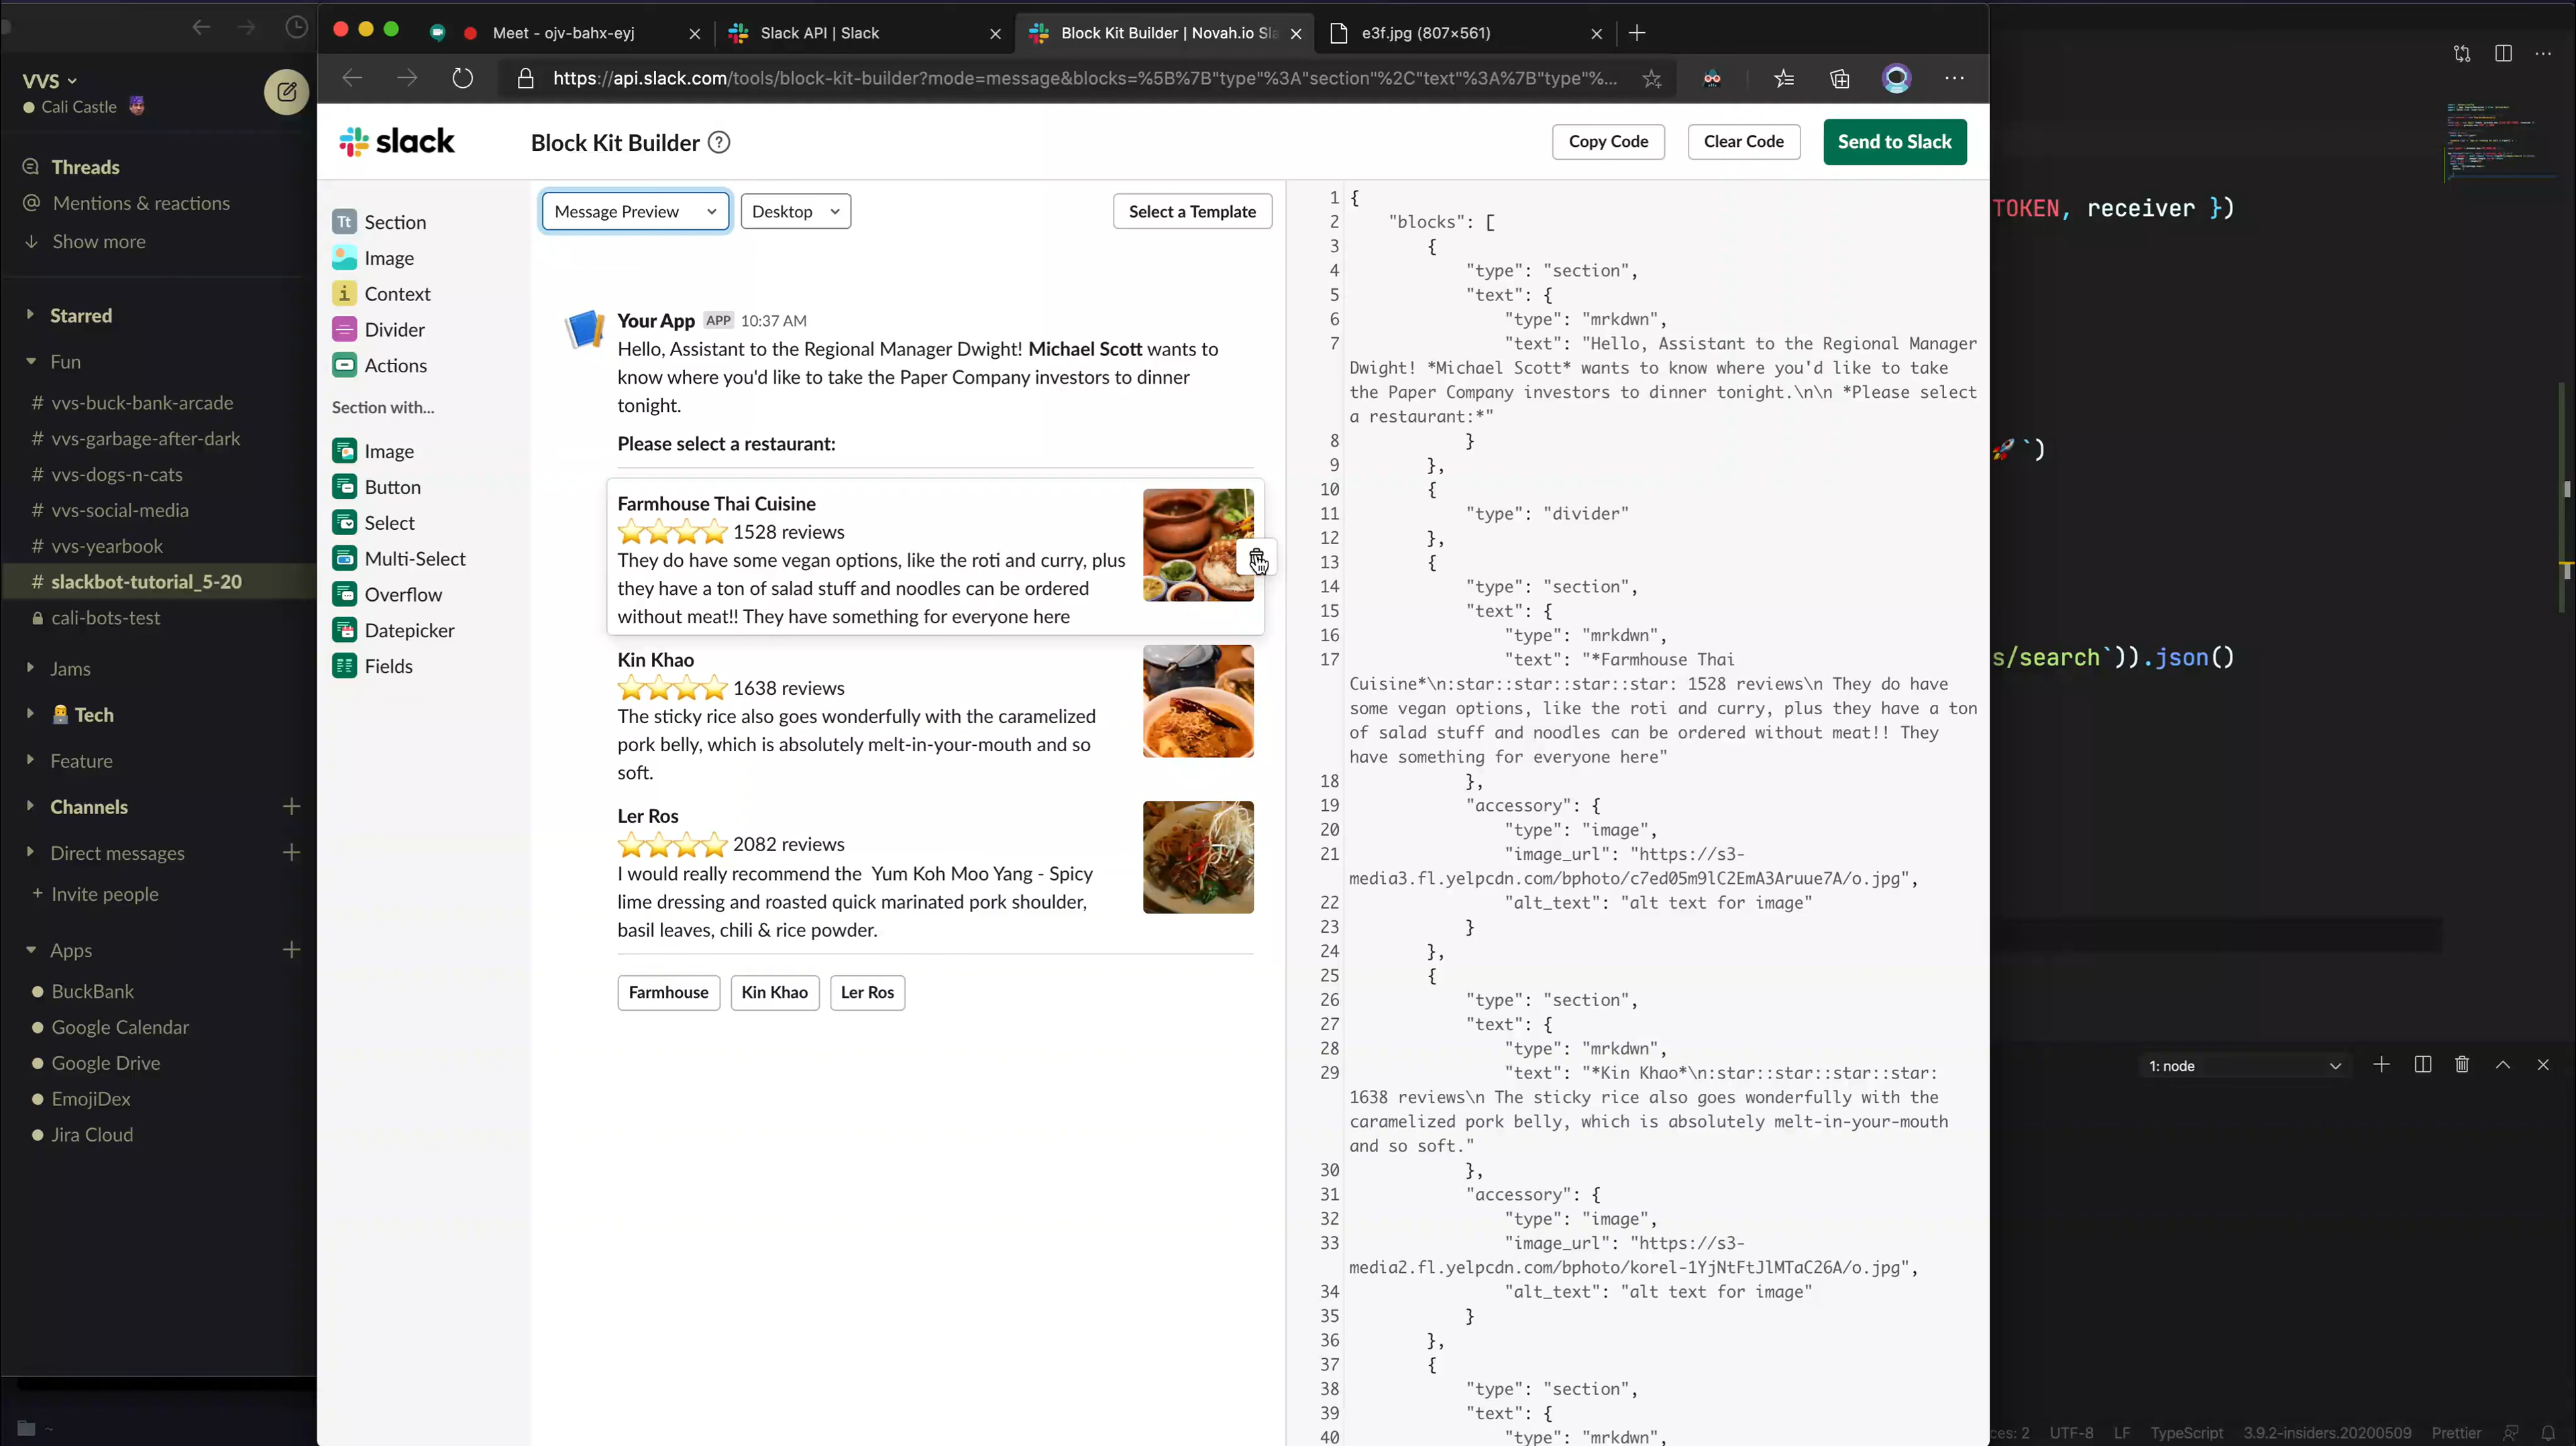 Meet - ojv-bahx-eyj
Slack API | Slack
Block Kit Builder | Novah.io Sla
e3f.jpg (807×561)
https://api.slack.com/tools/block-kit-builder?mode=message&blocks=%5B%7B"type"%3A"section"%2C"text"%3A%7B"type"%...
VVS
Cali Castle
Threads
Mentions & reactions
Show more
Starred
Fun
# vvs-buck-bank-arcade
# vvs-garbage-after-dark
# vvs-dogs-n-cats
# vvs-social-media
# vvs-yearbook
# slackbot-tutorial_5-20
cali-bots-test
Jams
Tech
Feature
Channels
Direct messages
+ Invite people
Apps
BuckBank
Google Calendar
Google Drive
EmojiDex
Jira Cloud
~
slack
Block Kit Builder ?
Copy Code
Clear Code
Send to Slack
Tt Section
Image
i Context
Divider
Actions
Section with...
Image
Button
Select
Multi-Select
Overflow
Datepicker
Fields
Message Preview
Desktop
Select a Template
Your App APP 10:37 AM
Hello, Assistant to the Regional Manager Dwight! Michael Scott wants to
know where you'd like to take the Paper Company investors to dinner
tonight.
Please select a restaurant:
Farmhouse Thai Cuisine
1528 reviews
They do have some vegan options, like the roti and curry, plus
they have a ton of salad stuff and noodles can be ordered
without meat!! They have something for everyone here
Kin Khao
1638 reviews
The sticky rice also goes wonderfully with the caramelized
pork belly, which is absolutely melt-in-your-mouth and so
soft.
Ler Ros
2082 reviews
I would really recommend the  Yum Koh Moo Yang - Spicy
lime dressing and roasted quick marinated pork shoulder,
basil leaves, chili & rice powder.
Farmhouse
Kin Khao
Ler Ros
1 {
2 "blocks": [
3 {
4 "type": "section",
5 "text": {
6 "type": "mrkdwn",
7 "text": "Hello, Assistant to the Regional Manager
Dwight! *Michael Scott* wants to know where you'd like to take
the Paper Company investors to dinner tonight.\n\n *Please select
a restaurant:*"
8 }
9 },
10 {
11 "type": "divider"
12 },
13 {
14 "type": "section",
15 "text": {
16 "type": "mrkdwn",
17 "text": "*Farmhouse Thai
Cuisine*\n:star::star::star::star: 1528 reviews\n They do have
some vegan options, like the roti and curry, plus they have a ton
of salad stuff and noodles can be ordered without meat!! They
have something for everyone here"
18 },
19 "accessory": {
20 "type": "image",
21 "image_url": "https://s3-
media3.fl.yelpcdn.com/bphoto/c7ed05m9lC2EmA3Aruue7A/o.jpg",
22 "alt_text": "alt text for image"
23 }
24 },
25 {
26 "type": "section",
27 "text": {
28 "type": "mrkdwn",
29 "text": "*Kin Khao*\n:star::star::star::star:
1638 reviews\n The sticky rice also goes wonderfully with the
caramelized pork belly, which is absolutely melt-in-your-mouth
and so soft."
30 },
31 "accessory": {
32 "type": "image",
33 "image_url": "https://s3-
media2.fl.yelpcdn.com/bphoto/korel-1YjNtFtJlMTaC26A/o.jpg",
34 "alt_text": "alt text for image"
35 }
36 },
37 {
38 "type": "section",
39 "text": {
40 "type": "mrkdwn",
TOKEN, receiver })
`)
s/search`)).json()
1: node
ces: 2 UTF-8 LF TypeScript 3.9.2-insiders.20200509 Prettier